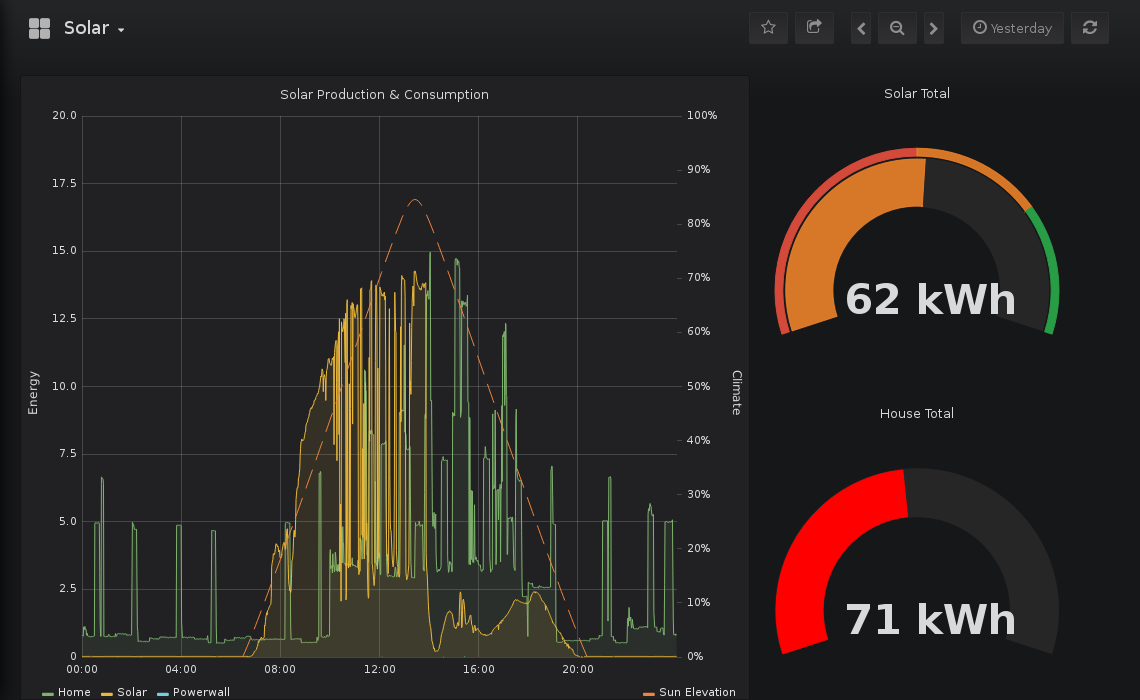 Solar
Yesterday
Solar Production & Consumption
20.0
17.5
15.0
12.5
10.0
7.5
5.0
2.5
0
Energy
100%
90%
80%
70%
60%
50%
40%
30%
20%
10%
0%
Climate
00:00 04:00 08:00 12:00 16:00 20:00
Home Solar Powerwall Sun Elevation
Solar Total
62 kWh
House Total
71 kWh